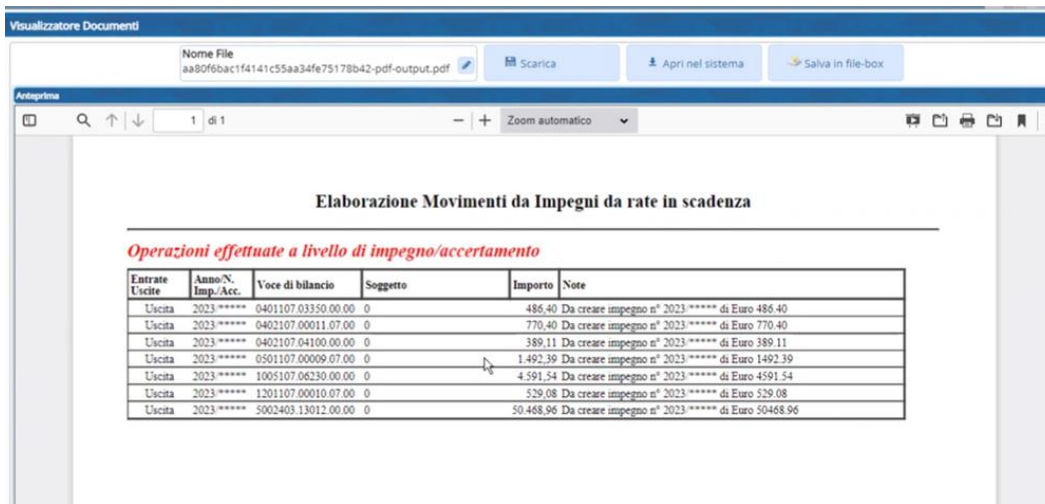 Visualizzatore Documenti
Nome File
aa80f6bac1f4141c55aa34fe75178b42-pdf-output.pdf
Scarica
Apri nel sistema
Salva in file-box
Anteprima
1 di 1
Zoom automatico
Elaborazione Movimenti da Impegni da rate in scadenza
Operazioni effettuate a livello di impegno/accertamento
Entrate Uscite Anno/N. Imp./Acc. Voce di bilancio Soggetto Importo Note
Uscita 2023/***** 0401107.03350.00.00 0 486,40 Da creare impegno n° 2023/***** di Euro 486.40
Uscita 2023/***** 0402107.00011.07.00 0 770,40 Da creare impegno n° 2023/***** di Euro 770.40
Uscita 2023/***** 0402107.04100.00.00 0 389,11 Da creare impegno n° 2023/***** di Euro 389.11
Uscita 2023/***** 0501107.00009.07.00 0 1.492,39 Da creare impegno n° 2023/***** di Euro 1492.39
Uscita 2023/***** 1005107.06230.00.00 0 4.591,54 Da creare impegno n° 2023/***** di Euro 4591.54
Uscita 2023/***** 1201107.00010.07.00 0 529,08 Da creare impegno n° 2023/***** di Euro 529.08
Uscita 2023/***** 5002403.13012.00.00 0 50.468,96 Da creare impegno n° 2023/***** di Euro 50468.96